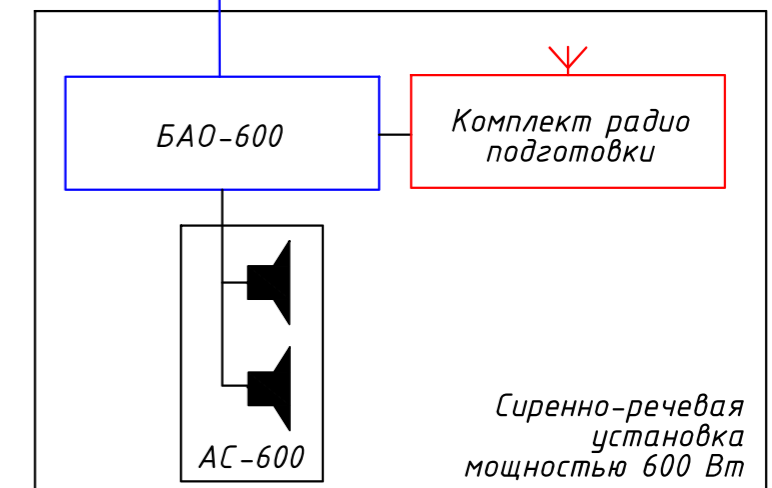 БАО-600
Комплект радио
подготовки
АС-600
Сиренно-речевая
установка
мощностью 600 Вт